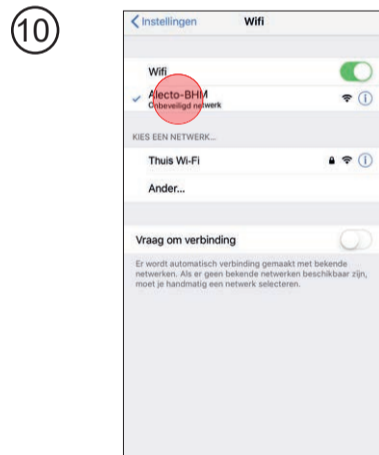 10
Instellingen Wifi
Wifi
Alecto-BHM
Onbeveiligd netwerk
KIES EEN NETWERK...
Thuis Wi-Fi
Ander...
Vraag om verbinding
Er wordt automatisch verbinding gemaakt met bekende
netwerken. Als er geen bekende netwerken beschikbaar zijn,
moet je handmatig een netwerk selecteren.